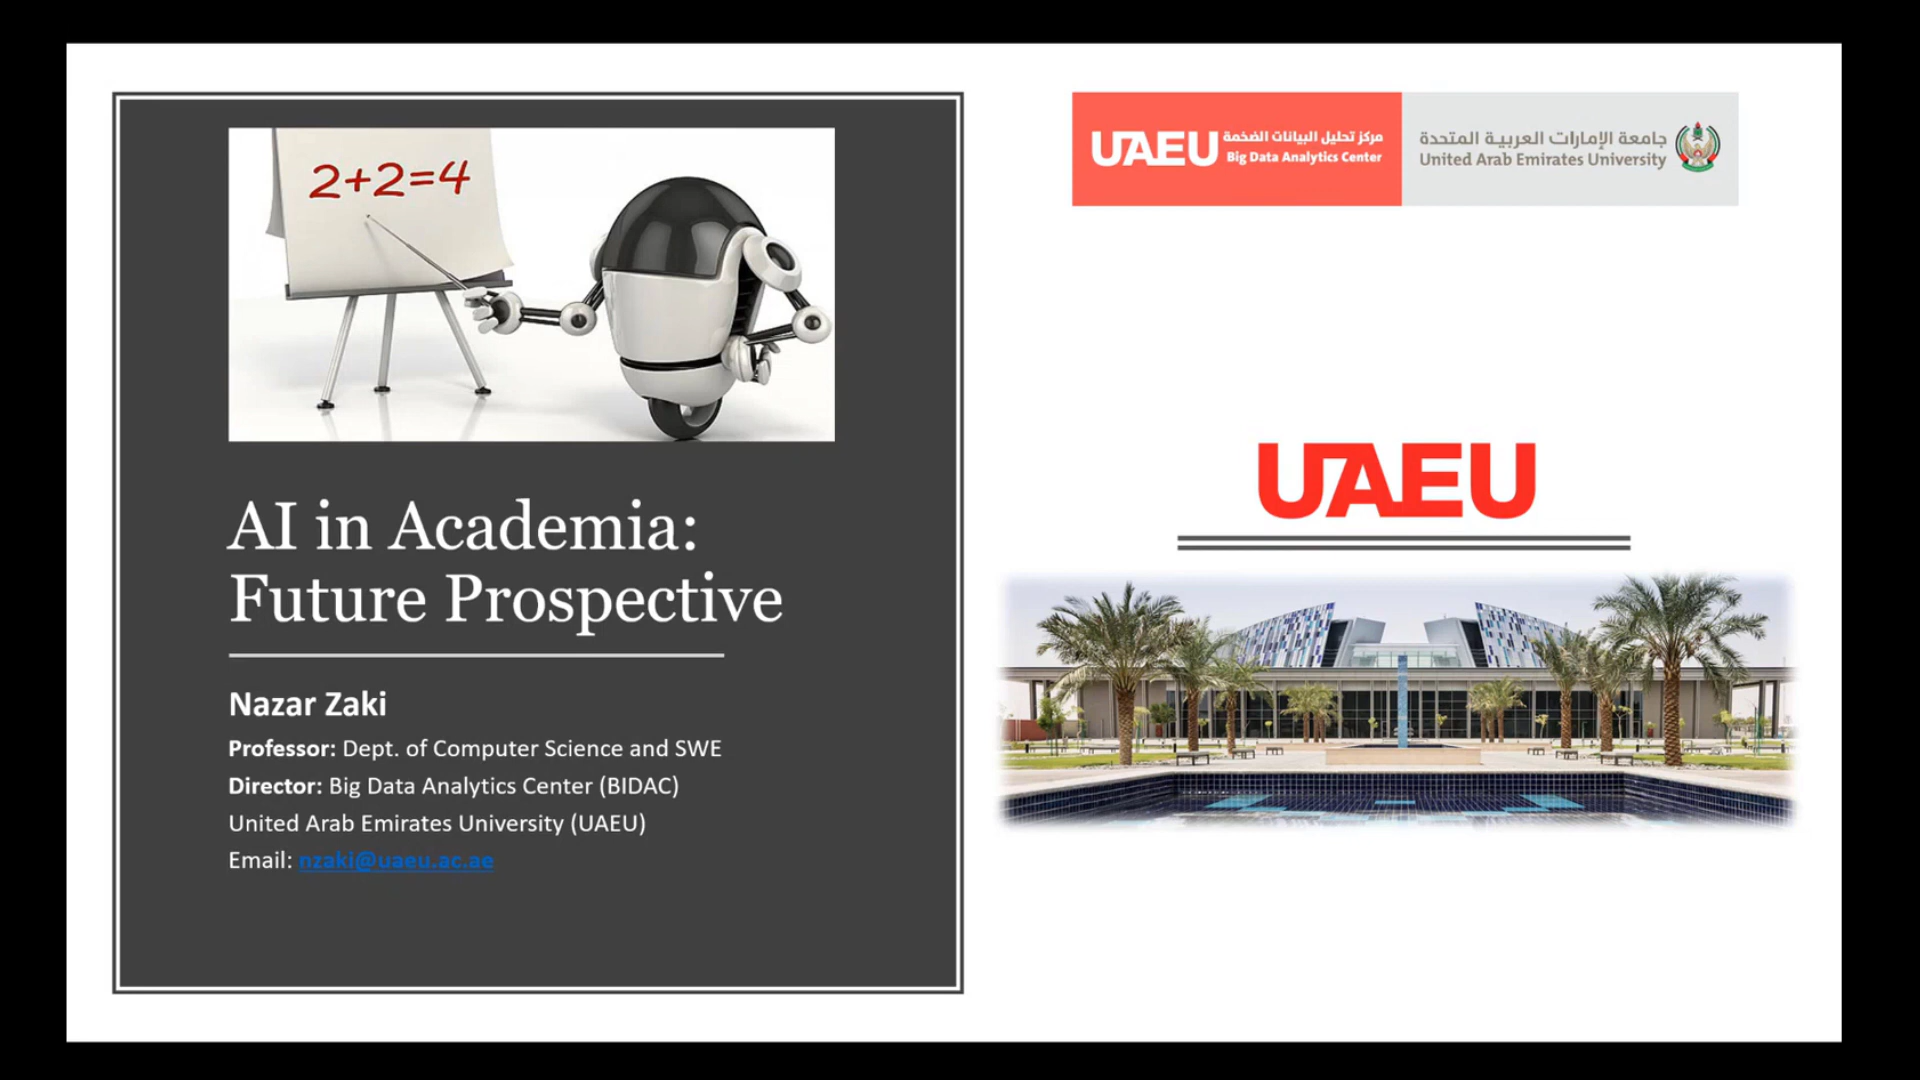 2+2=4
AI in Academia:
Future Prospective
Nazar Zaki
Professor: Dept. of Computer Science and SWE
Director: Big Data Analytics Center (BIDAC)
United Arab Emirates University (UAEU)
Email: nzaki@uaeu.ac.ae
UAEU
مركز تحليل البيانات الضخمة
Big Data Analytics Center
جامعة الإمارات العربية المتحدة
United Arab Emirates University
UAEU